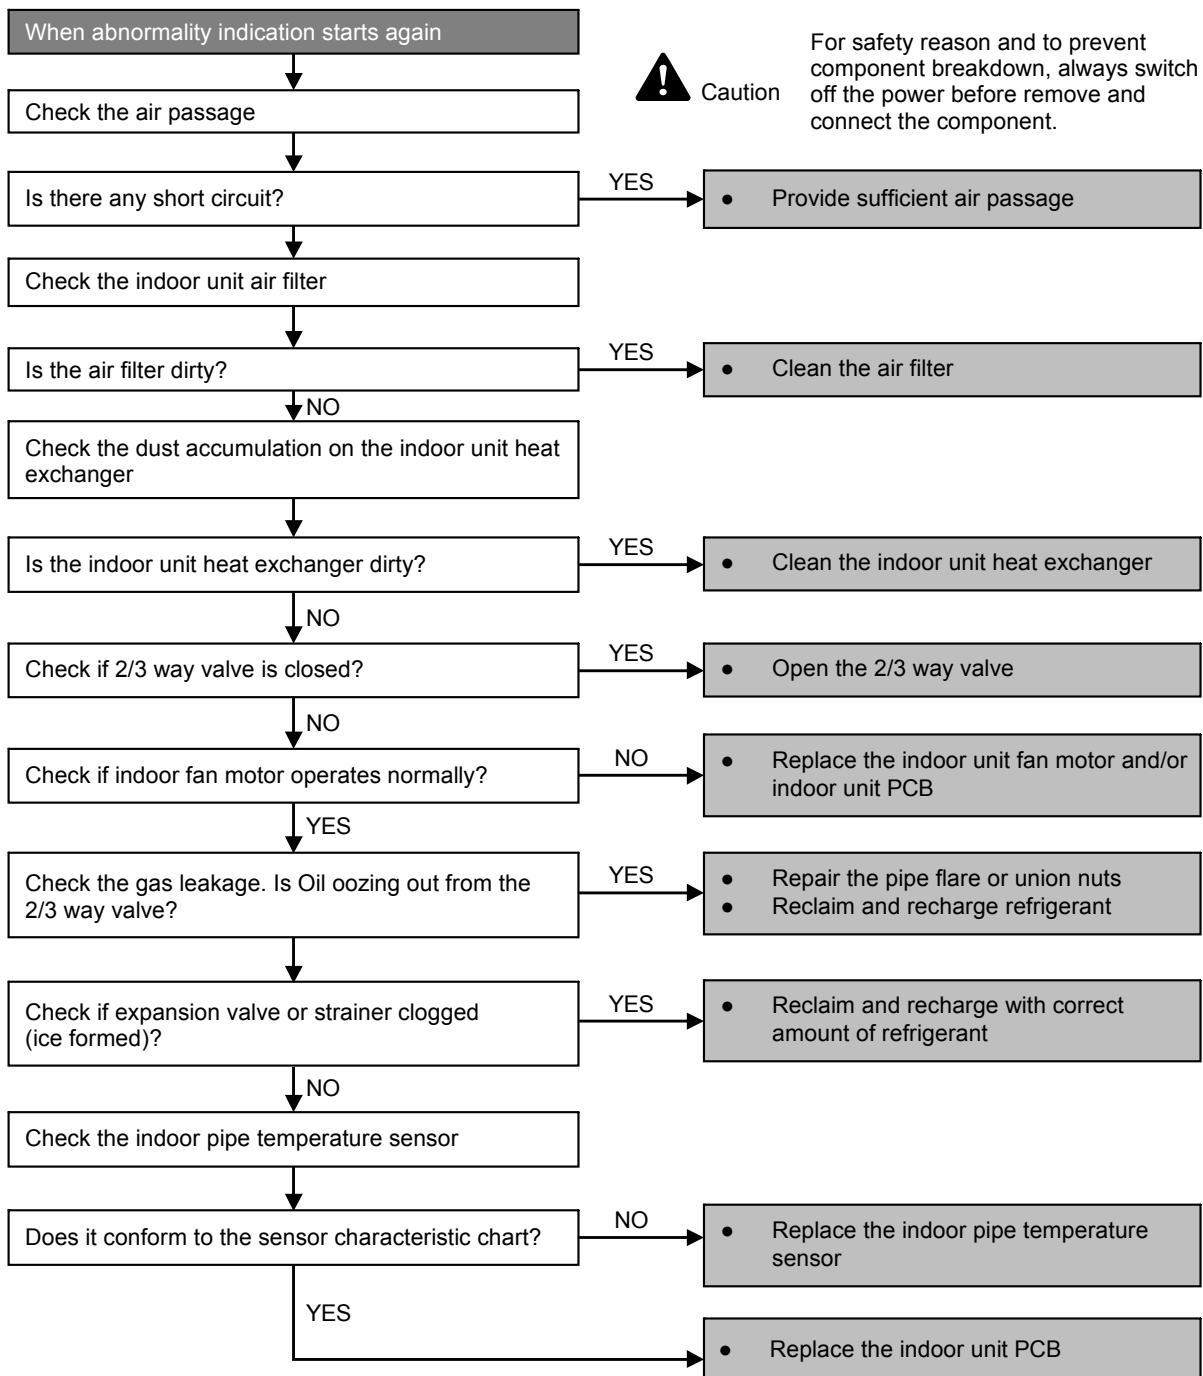 When abnormality indication starts again
Caution
For safety reason and to prevent
component breakdown, always switch
off the power before remove and
connect the component.
Check the air passage
Is there any short circuit?
YES
● Provide sufficient air passage
Check the indoor unit air filter
Is the air filter dirty?
YES
● Clean the air filter
NO
Check the dust accumulation on the indoor unit heat
exchanger
Is the indoor unit heat exchanger dirty?
YES
● Clean the indoor unit heat exchanger
NO
Check if 2/3 way valve is closed?
YES
● Open the 2/3 way valve
NO
Check if indoor fan motor operates normally?
NO
● Replace the indoor unit fan motor and/or
indoor unit PCB
YES
Check the gas leakage. Is Oil oozing out from the
2/3 way valve?
YES
● Repair the pipe flare or union nuts
● Reclaim and recharge refrigerant
Check if expansion valve or strainer clogged
(ice formed)?
YES
● Reclaim and recharge with correct
amount of refrigerant
NO
Check the indoor pipe temperature sensor
Does it conform to the sensor characteristic chart?
NO
● Replace the indoor pipe temperature
sensor
YES
● Replace the indoor unit PCB